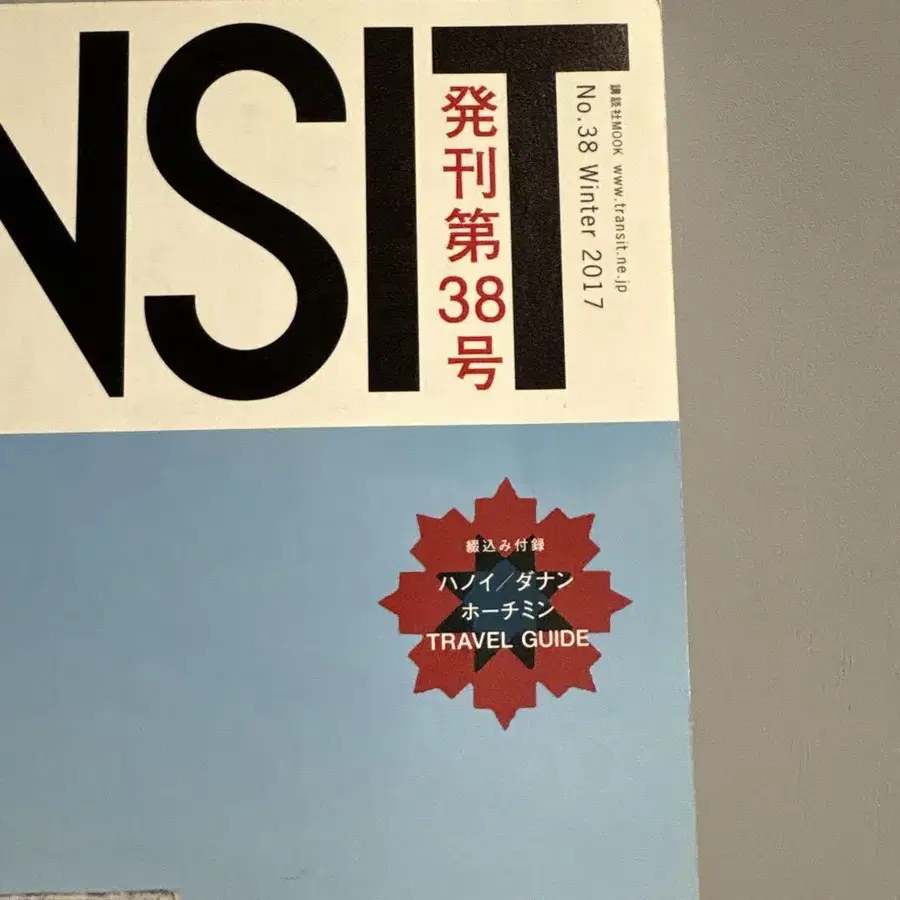 NSIT
発刊第38号
講談社MOOK www.transit.ne.jp
No.38 Winter 2017
綴込み付録
ハノイ/ダナン
ホーチミン
TRAVEL GUIDE